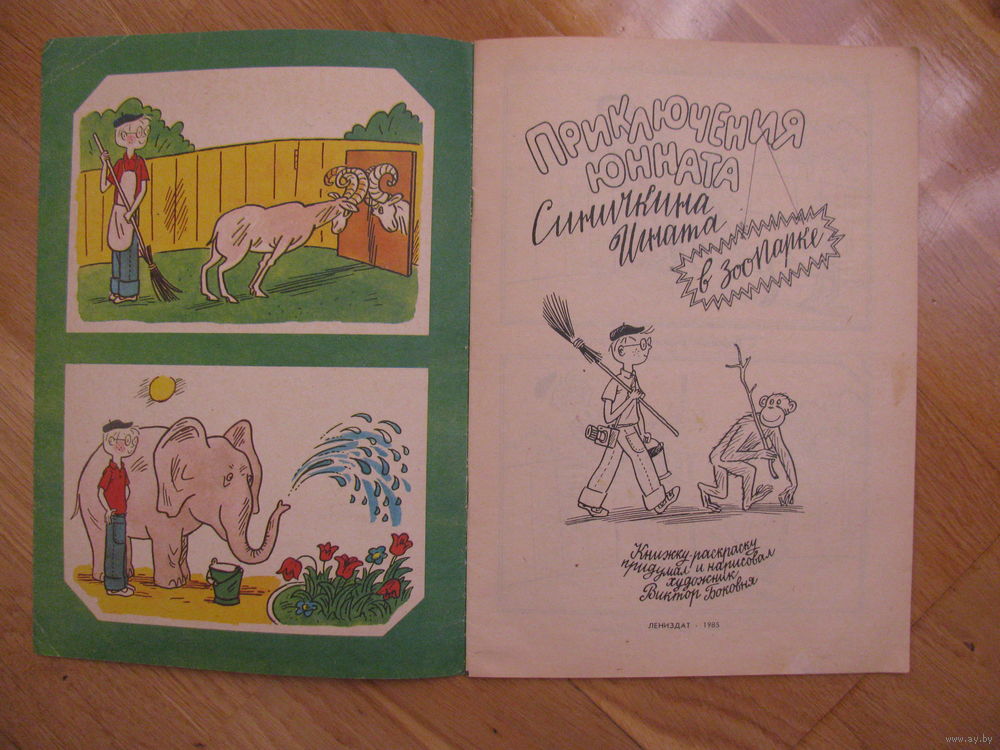 ПРИКЛЮЧЕНИЯ
ЮННАТА
Синичкина
Игната
в зоопарке
Книжку-раскраску
придумал и нарисовал
художник
Виктор Боковня
ЛЕНИЗДАТ · 1985
www.ay.by